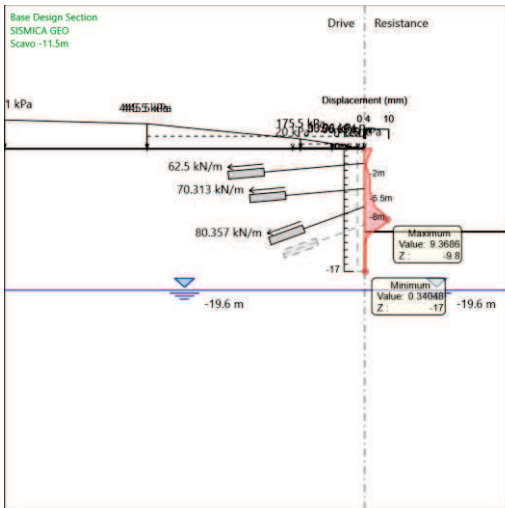 Base Design Section
SISMICA GEO
Scavo -11.5m
Drive
Resistance
Displacement (mm)
0 4 10
1 kPa
175.5 kPa
20 kPa
62.5 kN/m
-2m
70.313 kN/m
-5.5m
80.357 kN/m
-8m
Maximum
Value: 9.3686
Z : -9.8
-17
Minimum
Value: 0.34048
Z : -17
-19.6 m
-19.6 m